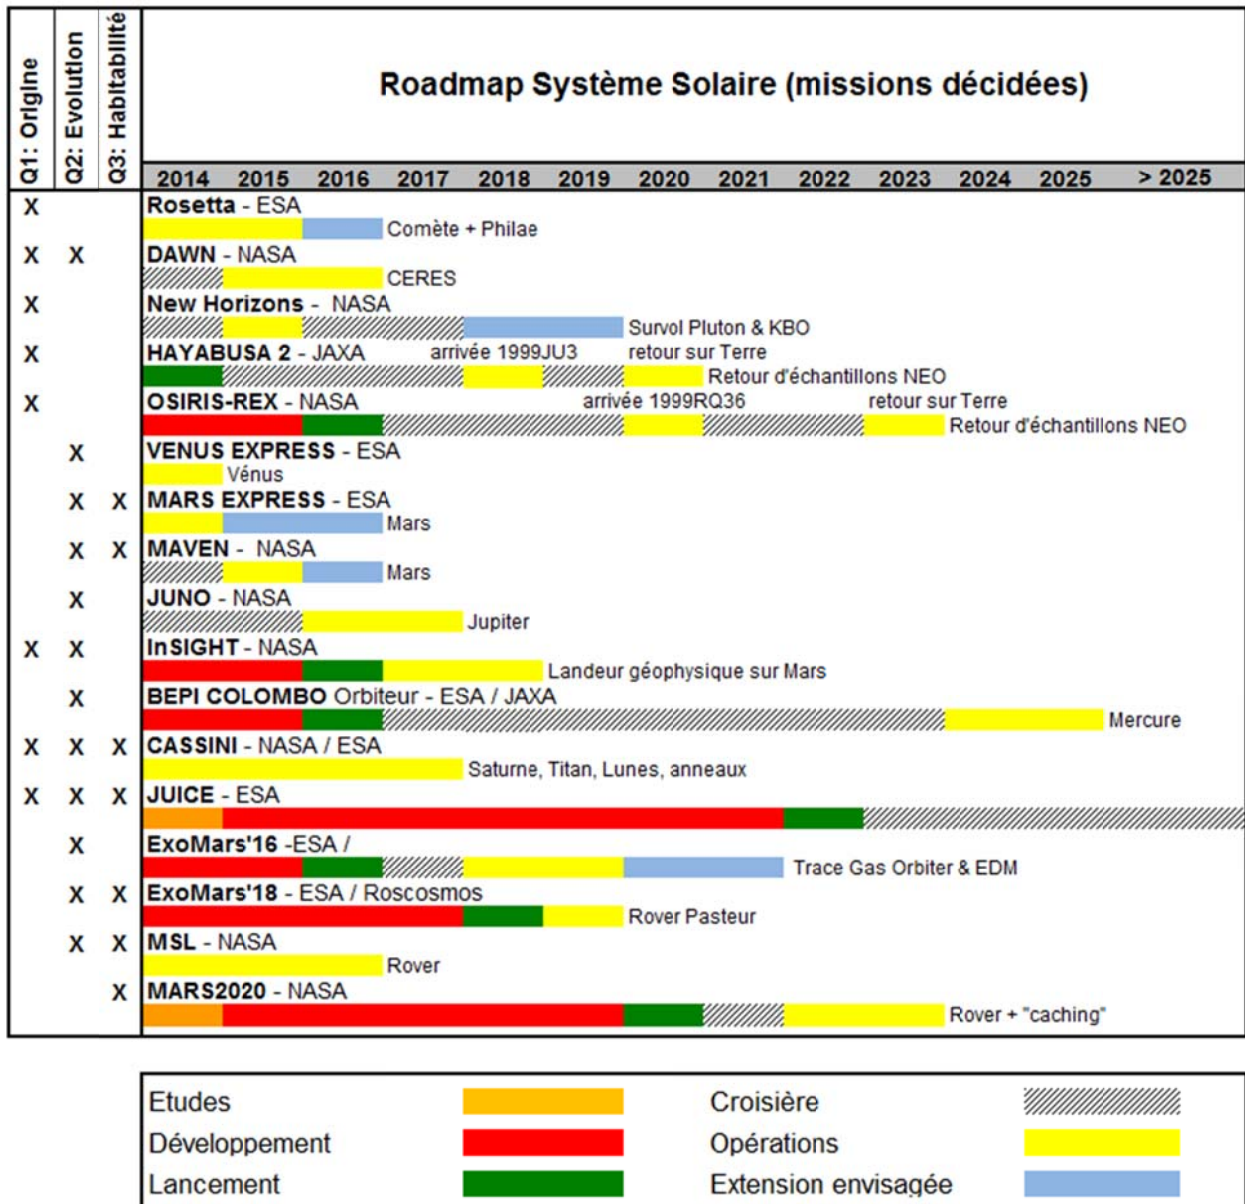 Q1: Origine
Q2: Evolution
Q3: Habitabilité
Roadmap Système Solaire (missions décidées)
2014 2015 2016 2017 2018 2019 2020 2021 2022 2023 2024 2025 > 2025
X Rosetta - ESA
Comète + Philae
X X DAWN - NASA
CERES
X New Horizons - NASA
Survol Pluton & KBO
X HAYABUSA 2 - JAXA arrivée 1999JU3 retour sur Terre
Retour d'échantillons NEO
X OSIRIS-REX - NASA arrivée 1999RQ36 retour sur Terre
Retour d'échantillons NEO
X VENUS EXPRESS - ESA
Vénus
X X MARS EXPRESS - ESA
Mars
X X MAVEN - NASA
Mars
X JUNO - NASA
Jupiter
X X InSIGHT - NASA
Landeur géophysique sur Mars
X BEPI COLOMBO Orbiteur - ESA / JAXA
Mercure
X X X CASSINI - NASA / ESA
Saturne, Titan, Lunes, anneaux
X X X JUICE - ESA
X ExoMars'16 -ESA /
Trace Gas Orbiter & EDM
X X ExoMars'18 - ESA / Roscosmos
Rover Pasteur
X X MSL - NASA
Rover
X MARS2020 - NASA
Rover + "caching"
Etudes Croisière
Développement Opérations
Lancement Extension envisagée